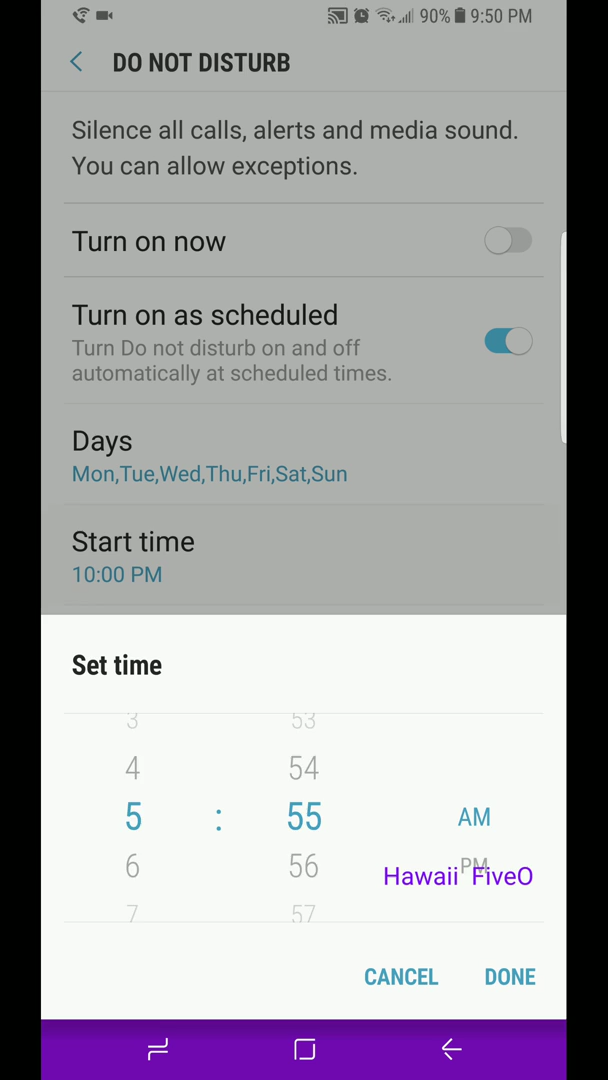 90% 9:50 PM
DO NOT DISTURB
Silence all calls, alerts and media sound.
You can allow exceptions.
Turn on now
Turn on as scheduled
Turn Do not disturb on and off
automatically at scheduled times.
Days
Mon,Tue,Wed,Thu,Fri,Sat,Sun
Start time
10:00 PM
Set time
3 53
4 54
5 : 55 AM
6 56 PM
Hawaii FiveO
7 57
CANCEL DONE